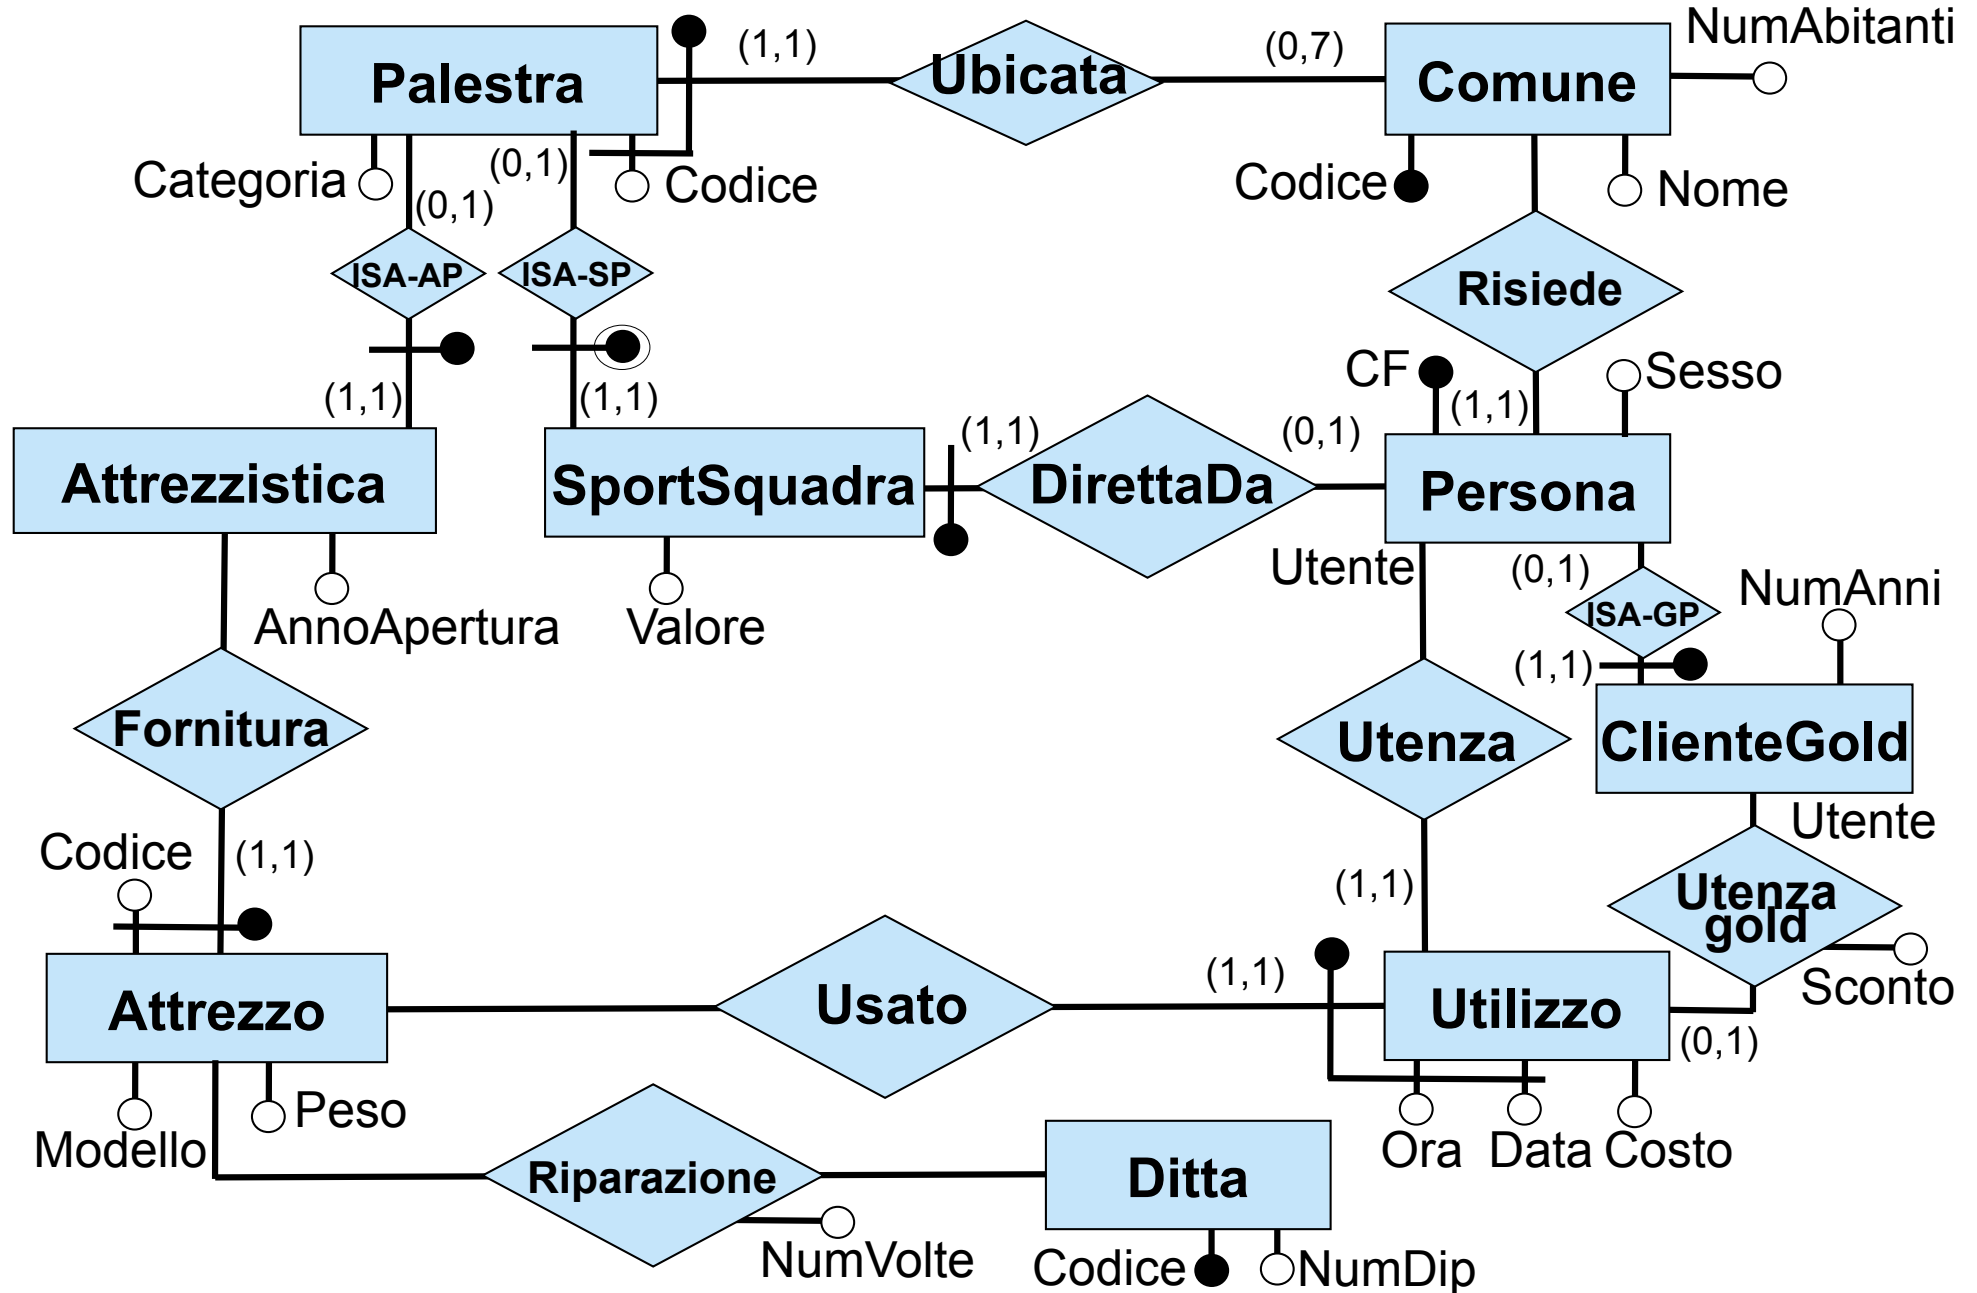 NumAbitanti
(1,1)
(0,7)
Palestra
Ubicata
Comune
Categoria
(0,1)
Codice
Codice
Nome
(0,1)
ISA-AP
ISA-SP
Risiede
CF
Sesso
(1,1)
(1,1)
(1,1)
(1,1)
(0,1)
Attrezzistica
SportSquadra
DirettaDa
Persona
Utente
(0,1)
NumAnni
ISA-GP
AnnoApertura
Valore
(1,1)
Fornitura
Utenza
ClienteGold
Utente
Codice
(1,1)
(1,1)
Utenza
gold
(1,1)
Sconto
Attrezzo
Usato
Utilizzo
(0,1)
Peso
Modello
Ora
Data
Costo
Riparazione
Ditta
NumVolte
Codice
NumDip